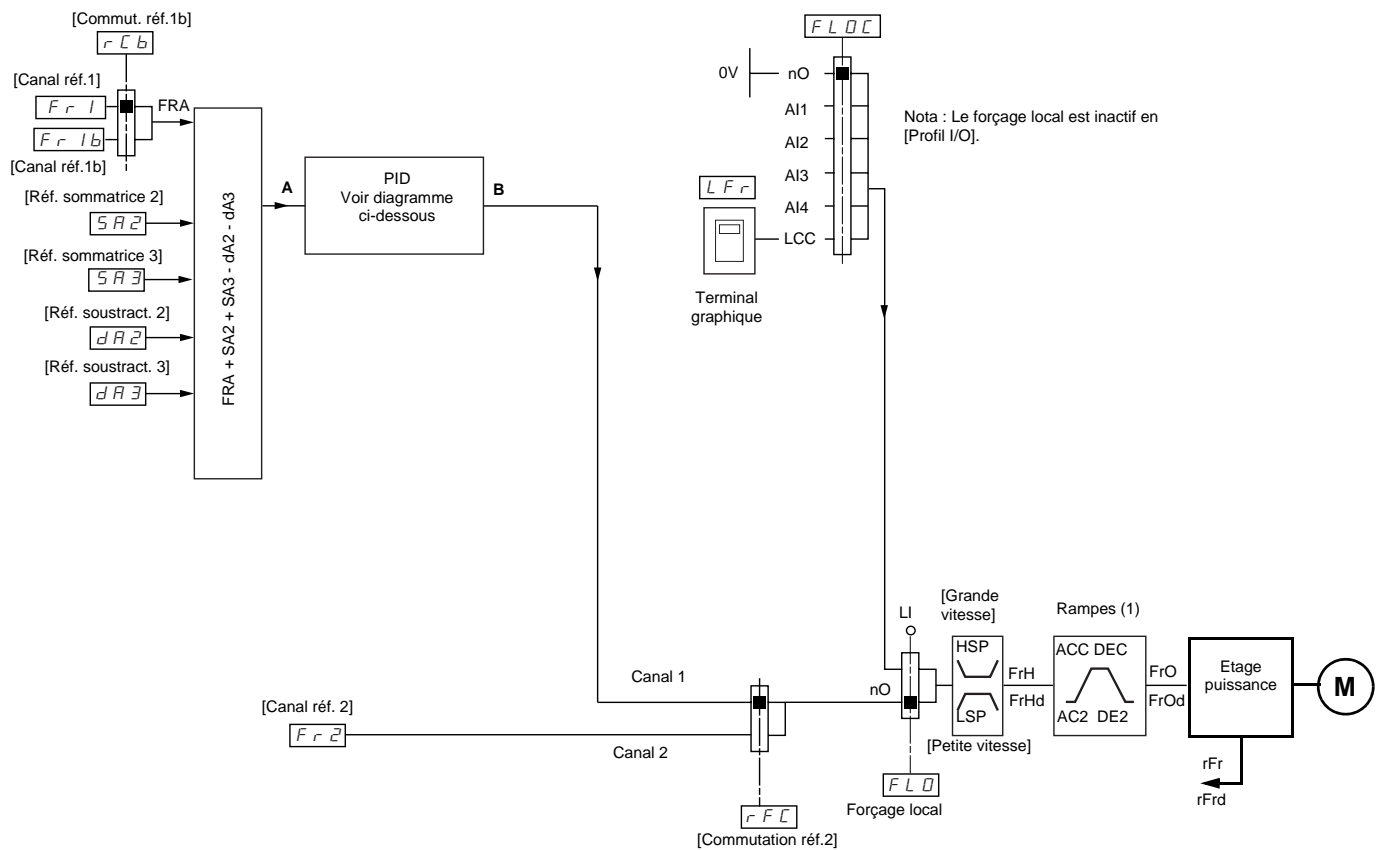 [Commut. réf.1b]
rCb
[Canal réf.1]
Fr1
FRA
Fr1b
[Canal réf.1b]
[Réf. sommatrice 2]
SA2
[Réf. sommatrice 3]
SA3
[Réf. soustract. 2]
dA2
[Réf. soustract. 3]
dA3
FRA + SA2 + SA3 - dA2 - dA3
A
PID
Voir diagramme
ci-dessous
B
FLOC
0V
nO
AI1
AI2
AI3
AI4
LCC
LFr
Terminal
graphique
Nota : Le forçage local est inactif en
[Profil I/O].
Canal 1
[Canal réf. 2]
Fr2
Canal 2
rFC
[Commutation réf.2]
nO
LI
FLO
Forçage local
[Grande
vitesse]
HSP
LSP
[Petite vitesse]
FrH
FrHd
Rampes (1)
ACC DEC
AC2 DE2
FrO
FrOd
Etage
puissance
M
rFr
rFrd